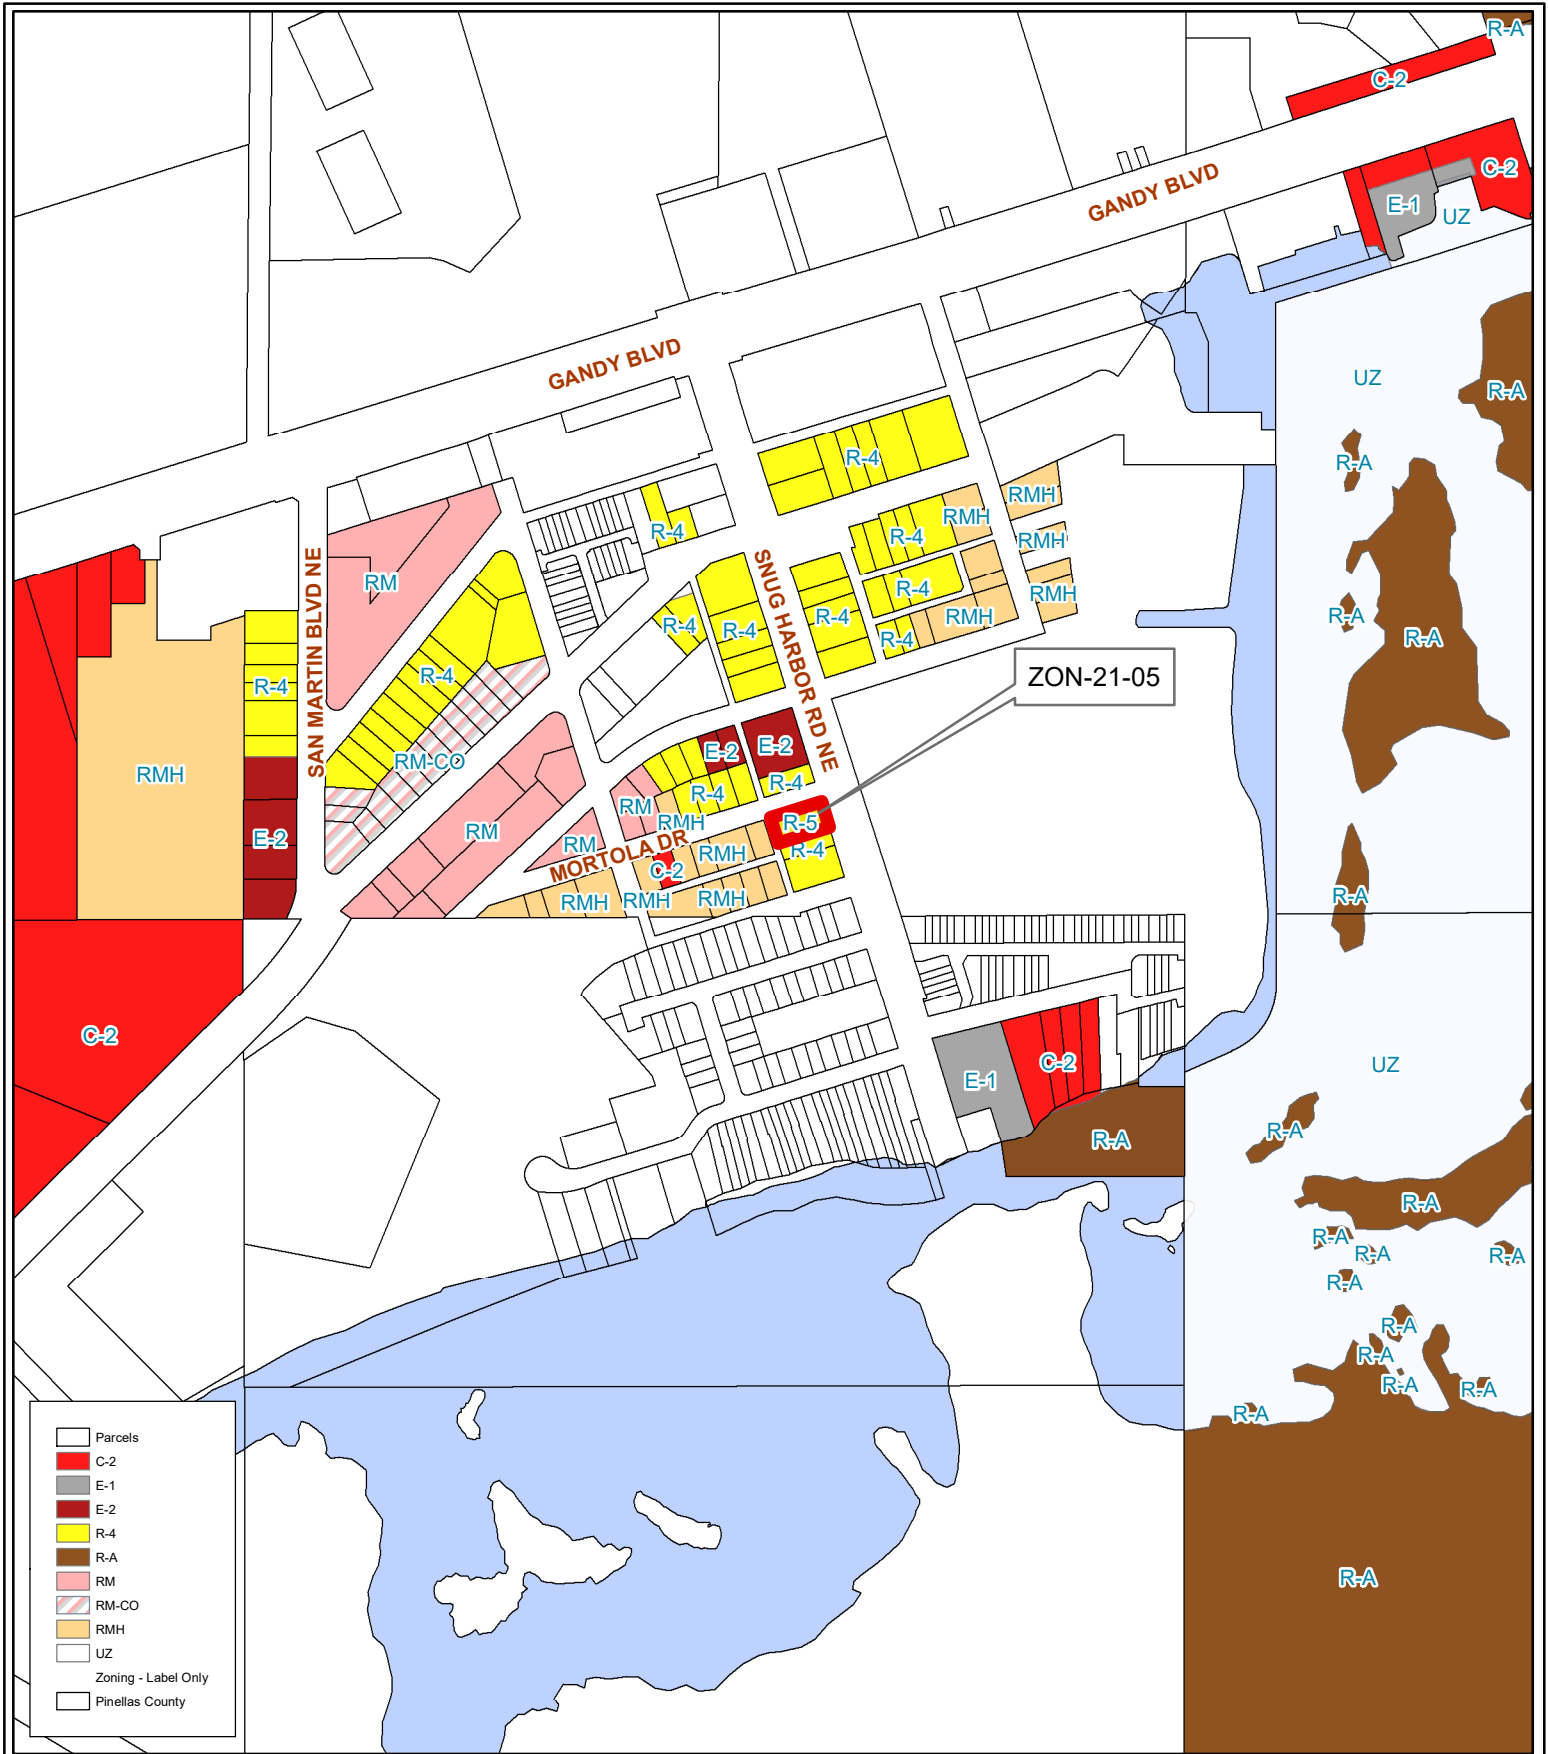 R-A
C-2
C-2
GANDY BLVD
E-1
UZ
GANDY BLVD
UZ
R-A
R-4
R-A
RMH
RMH
R-4
R-4
RMH
SNUG HARBOR RD NE
SAN MARTIN BLVD NE
RM
R-4
RMH
RMH
R-A
R-4
R-4
R-4
R-4
R-A
R-4
R-4
ZON-21-05
RM-CO
E-2
E-2
RMH
R-4
R-4
RM
RMH
R-5
E-2
RM
RM
MORTOLA DR
RMH
R-4
C-2
RMH
RMH
RMH
R-A
C-2
C-2
E-1
UZ
R-A
R-A
R-A
R-A
R-A
R-A
R-A
R-A
R-A
R-A
R-A
R-A
R-A
Parcels
C-2
E-1
E-2
R-4
R-A
RM
RM-CO
RMH
UZ
Zoning - Label Only
Pinellas County